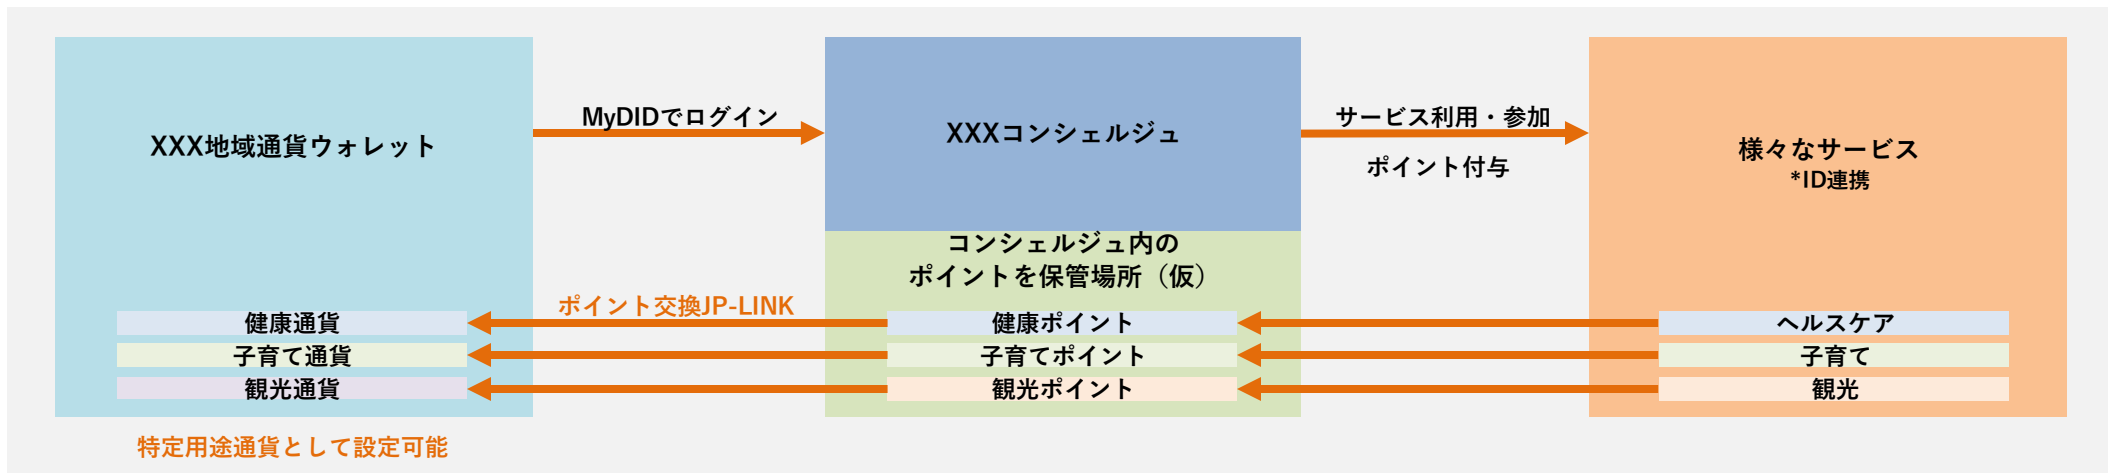 XXX地域通貨ウォレット
MyDIDでログイン
XXXコンシェルジュ
サービス利用・参加
ポイント付与
様々なサービス
*ID連携
コンシェルジュ内の
ポイントを保管場所（仮）
ポイント交換JP-LINK
健康通貨
健康ポイント
ヘルスケア
子育て通貨
子育てポイント
子育て
観光通貨
観光ポイント
観光
特定用途通貨として設定可能